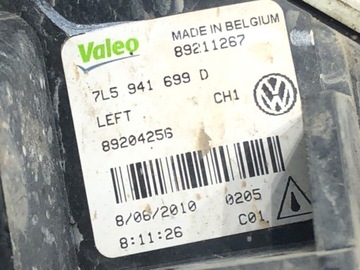 Valeo
MADE IN BELGIUM
89211267
7L5 941 699 D
LEFT
CH1
89204256
8/06/2010 0205
8:11:26 C01